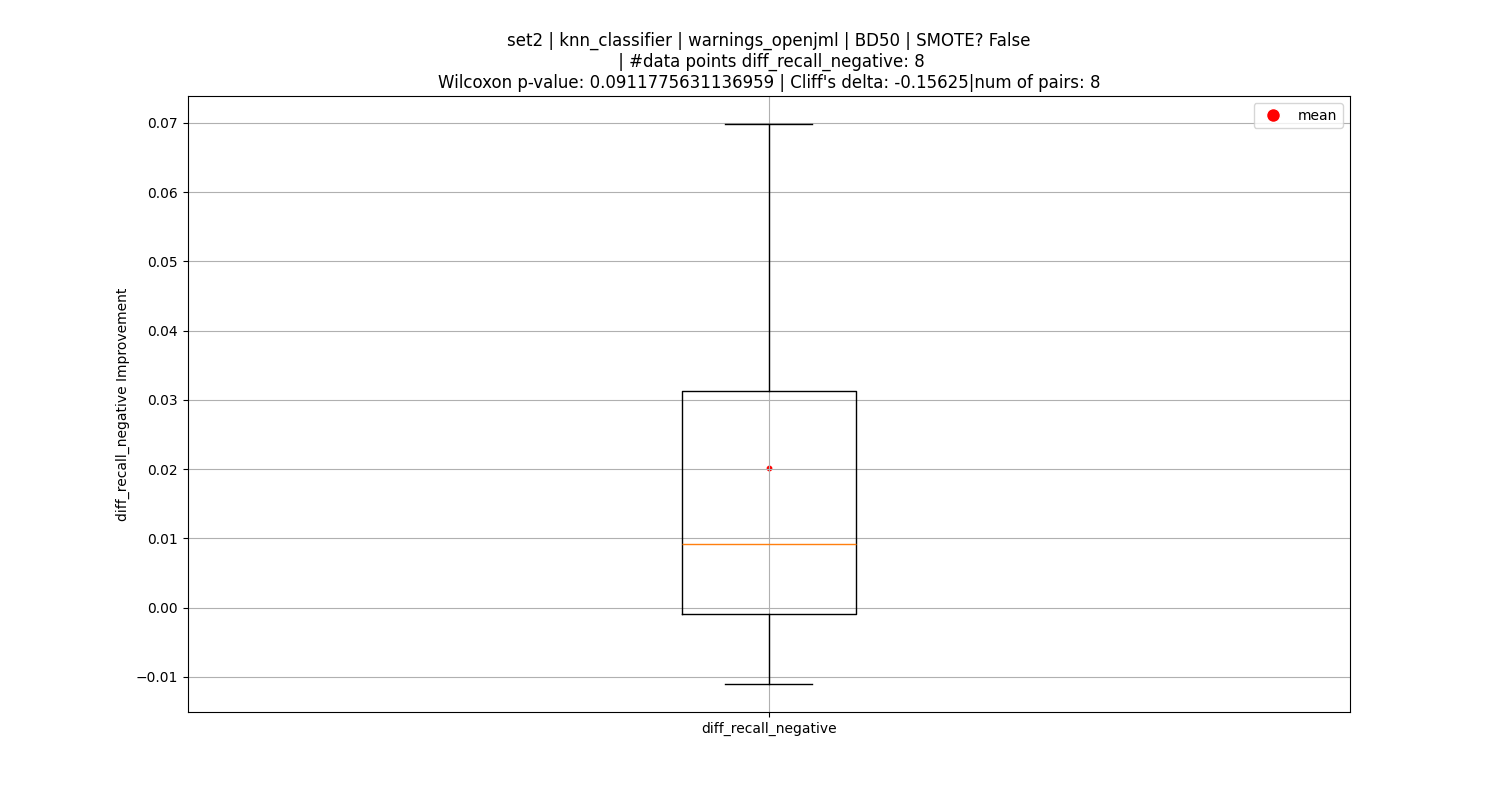 set2 | knn_classifier | warnings_openjml | BD50 | SMOTE? False
| #data points diff_recall_negative: 8
Wilcoxon p-value: 0.0911775631136959 | Cliff's delta: -0.15625|num of pairs: 8
mean
0.07
0.06
0.05
0.04
0.03
0.02
0.01
0.00
−0.01
diff_recall_negative Improvement
diff_recall_negative